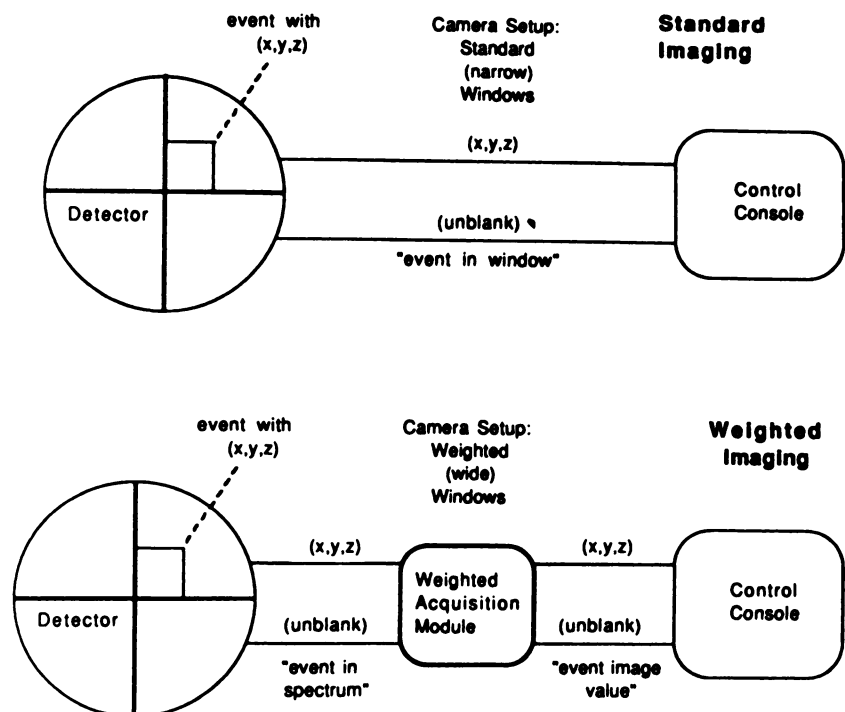 event with
(x,y,z)
Camera Setup:
Standard
(narrow)
Windows
Standard
Imaging
(x,y,z)
Detector
(unblank)
"event in window"
Control
Console
event with
(x,y,z)
Camera Setup:
Weighted
(wide)
Windows
Weighted
Imaging
(x,y,z)
(x,y,z)
Detector
Weighted
Acquisition
Module
Control
Console
(unblank)
(unblank)
"event in
spectrum"
"event image
value"